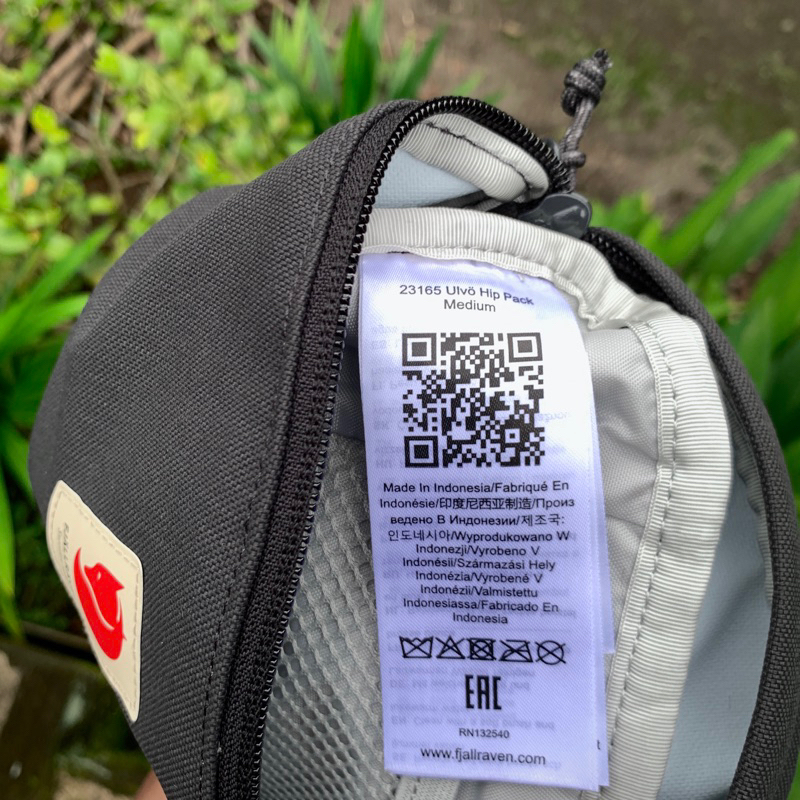 23165 Ulvö Hip Pack
Medium
Made In Indonesia/Fabriqué En
Indonésie/印度尼西亚制造/Произ
ведено В Индонезии/제조국:
인도네시아/Wyprodukowano W
Indonezji/Vyrobeno V
Indonésii/Származási Hely
Indonézia/Vyrobené V
Indonézii/Valmistettu
Indonesiassa/Fabricado En
Indonesia
EAC
RN132540
www.fjallraven.com